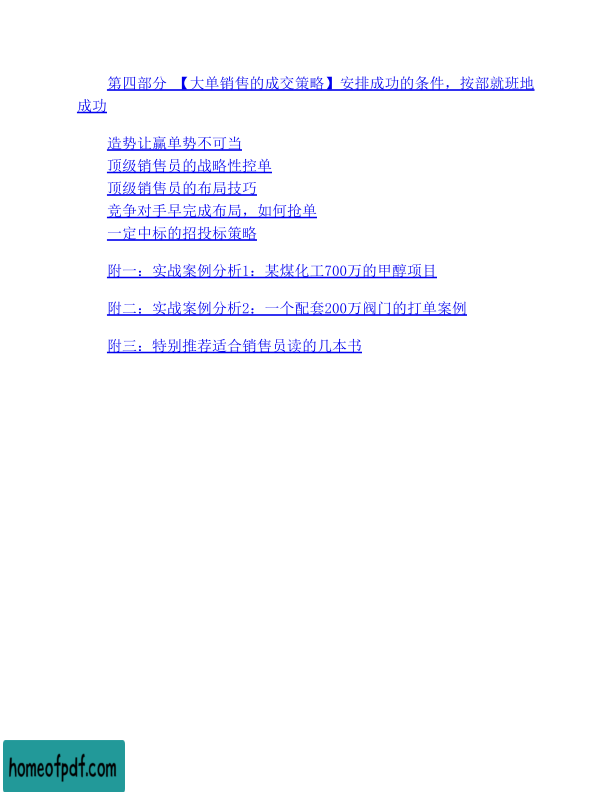 第四部分 【大单销售的成交策略】安排成功的条件，按部就班地
成功
造势让赢单势不可当
顶级销售员的战略性控单
顶级销售员的布局技巧
竞争对手早完成布局，如何抢单
一定中标的招投标策略
附一：实战案例分析1：某煤化工700万的甲醇项目
附二：实战案例分析2：一个配套200万阀门的打单案例
附三：特别推荐适合销售员读的几本书
homeofpdf.com